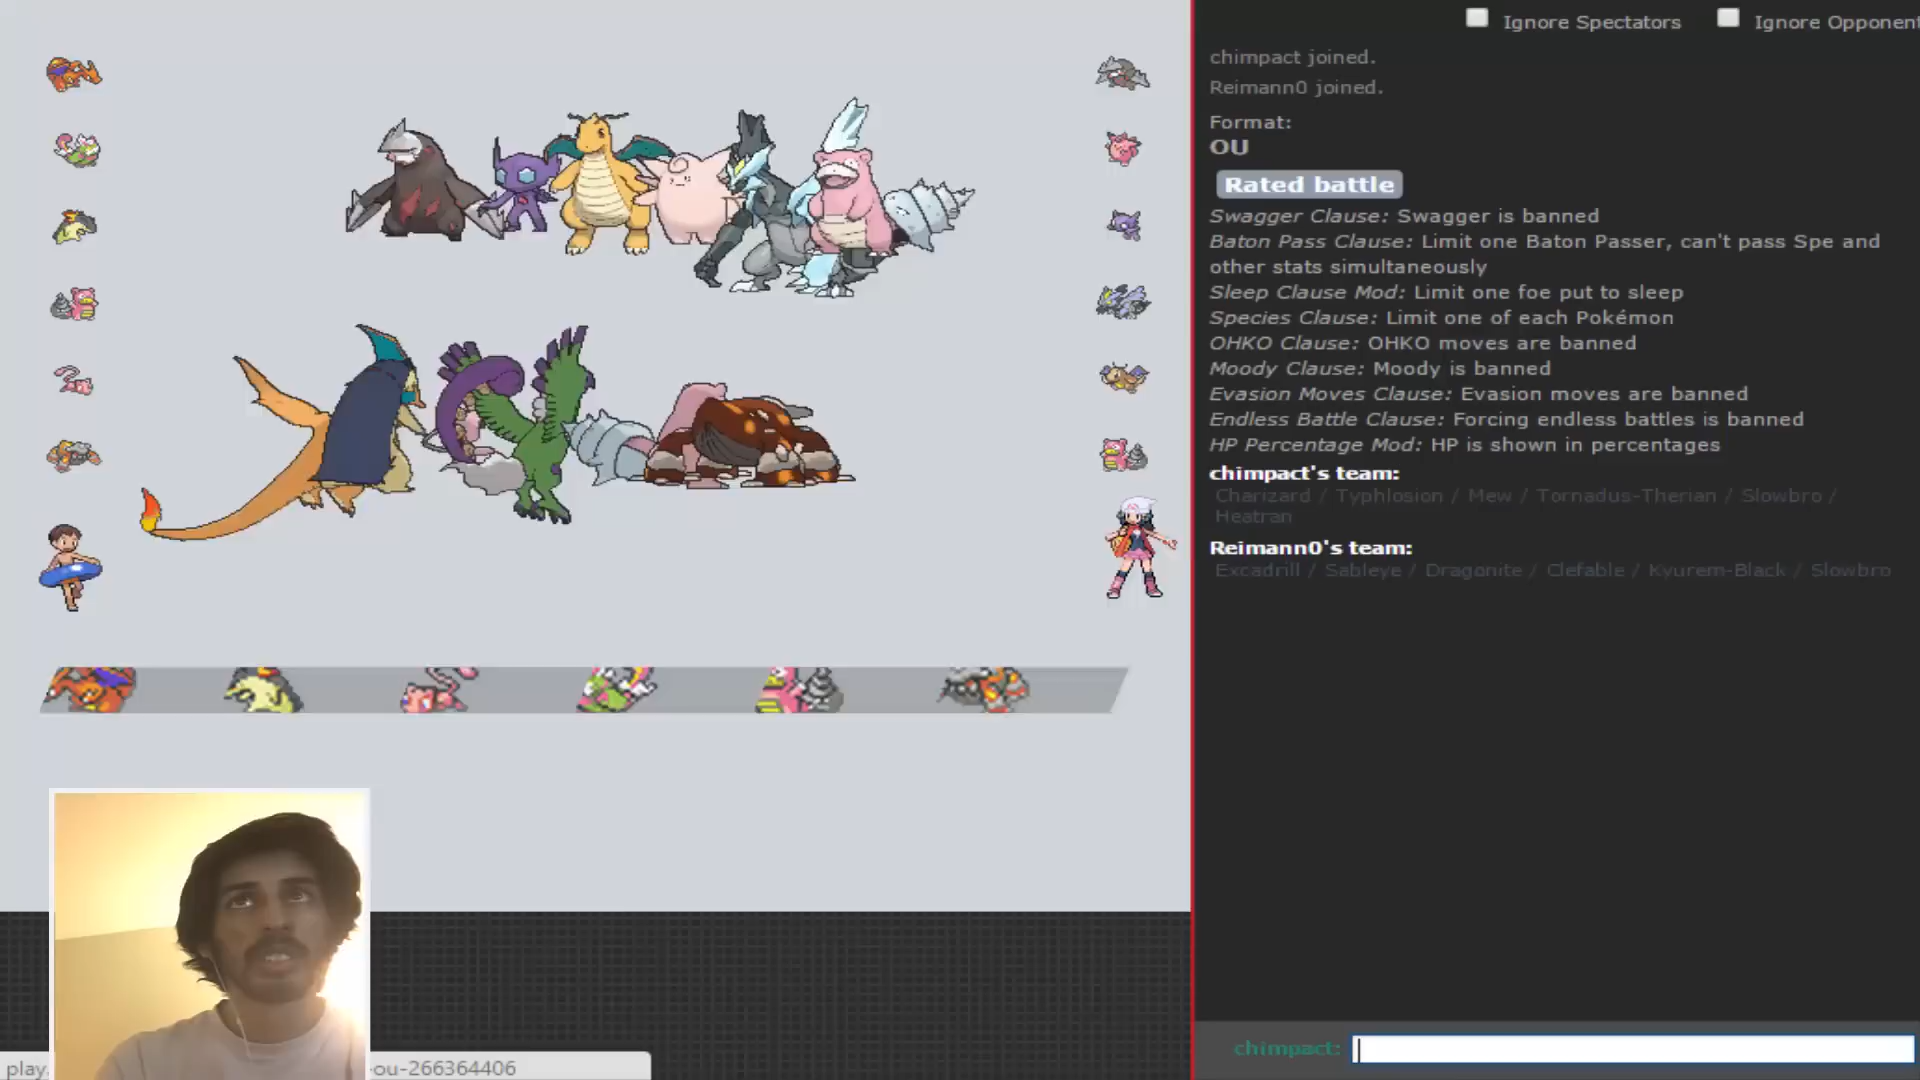 Ignore Spectators Ignore Opponent
chimpact joined.
Reimann0 joined.
Format:
OU
Rated battle
Swagger Clause: Swagger is banned
Baton Pass Clause: Limit one Baton Passer, can't pass Spe and
other stats simultaneously
Sleep Clause Mod: Limit one foe put to sleep
Species Clause: Limit one of each Pokémon
OHKO Clause: OHKO moves are banned
Moody Clause: Moody is banned
Evasion Moves Clause: Evasion moves are banned
Endless Battle Clause: Forcing endless battles is banned
HP Percentage Mod: HP is shown in percentages
chimpact's team:
Charizard / Typhlosion / Mew / Tornadus-Therian / Slowbro /
Heatran
Reimann0's team:
Excadrill / Sableye / Dragonite / Clefable / Kyurem-Black / Slowbro
chimpact:
play. -ou-266364406